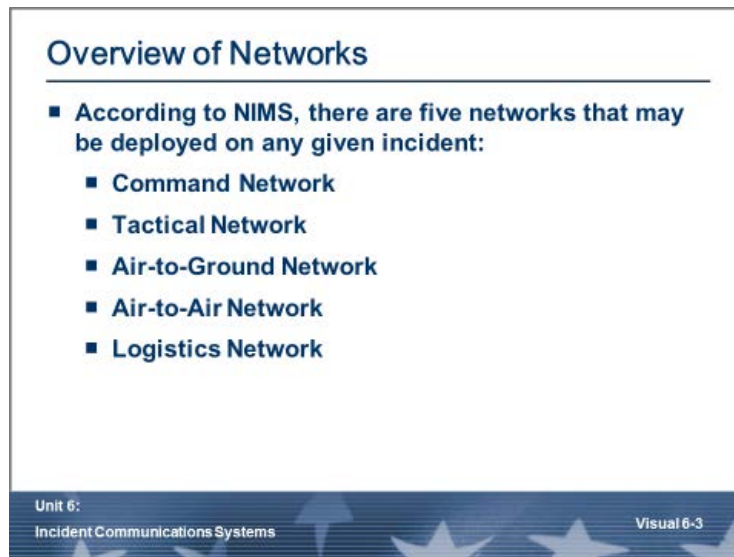 Overview of Networks
▪ According to NIMS, there are five networks that may
be deployed on any given incident:
▪ Command Network
▪ Tactical Network
▪ Air-to-Ground Network
▪ Air-to-Air Network
▪ Logistics Network
Unit 6:
Incident Communications Systems
Visual 6-3